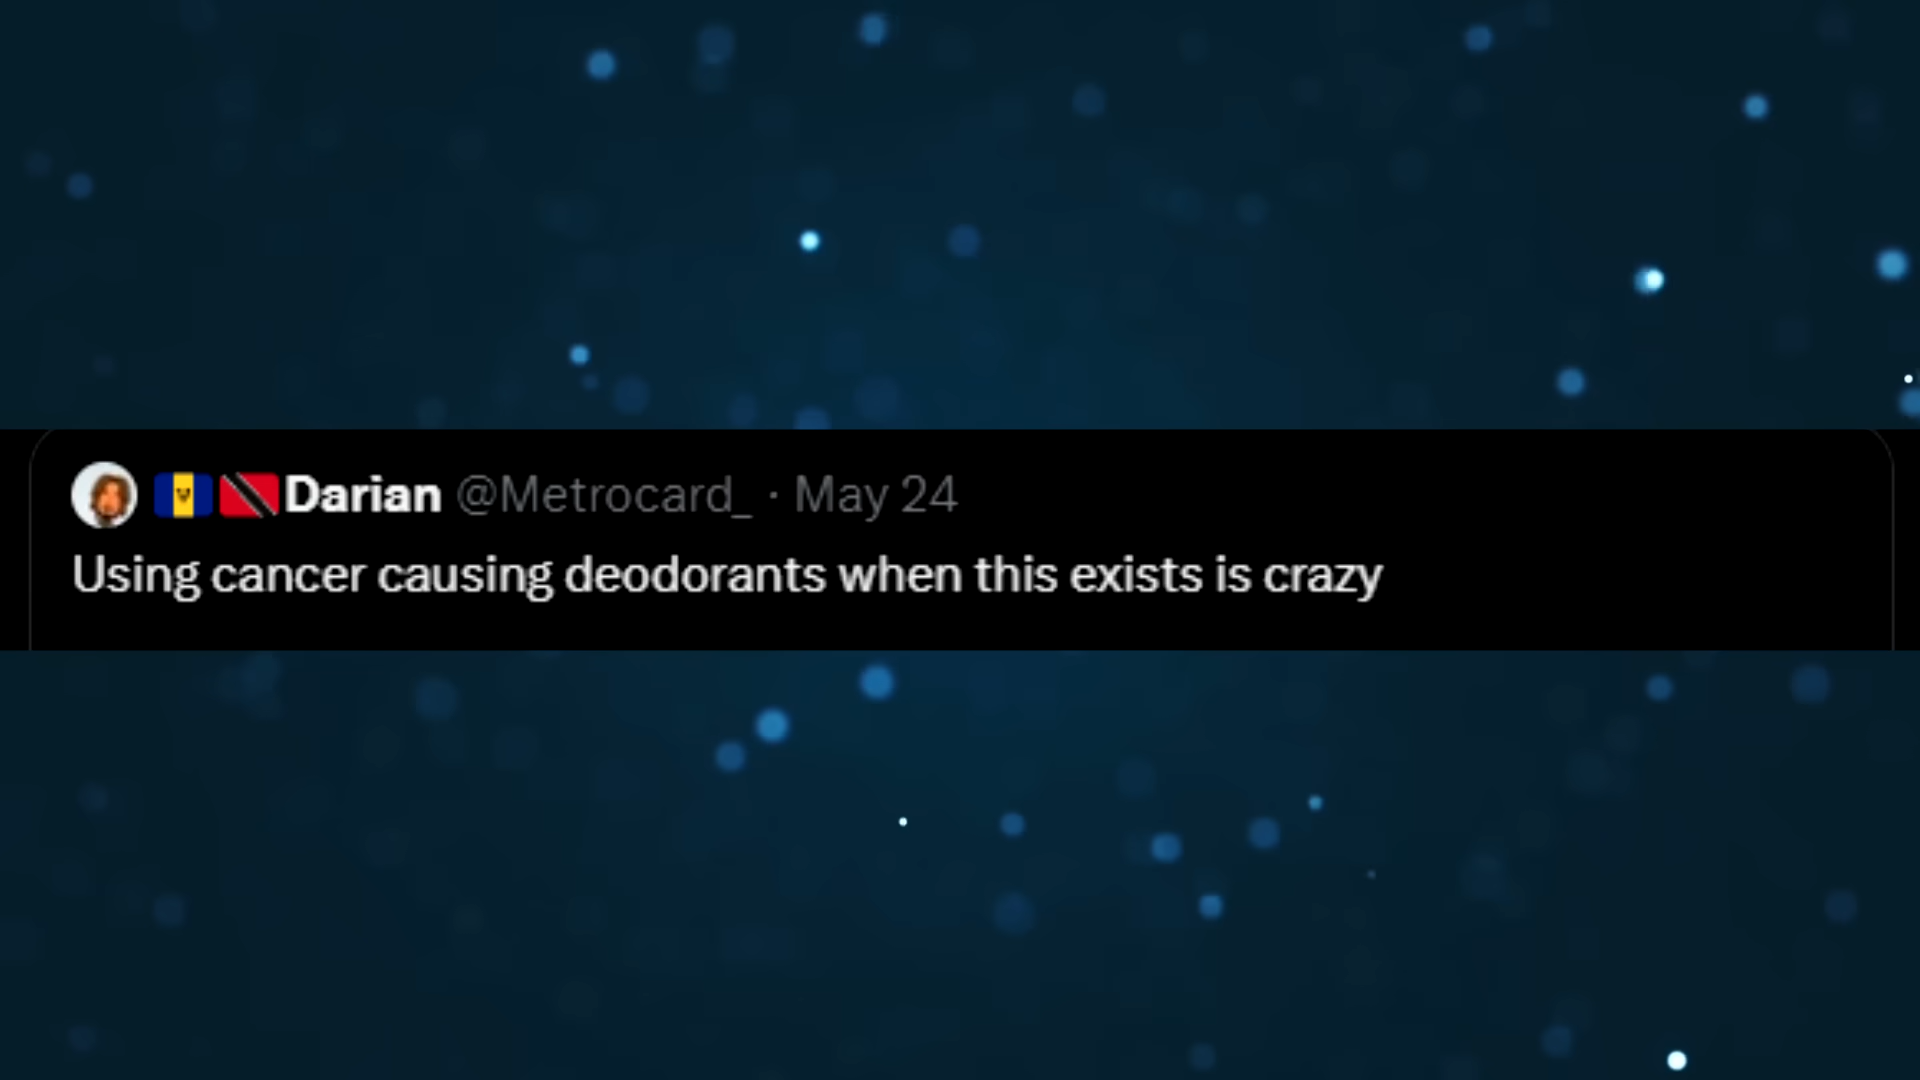 🇧🇧🇹🇹Darian @Metrocard_ · May 24
Using cancer causing deodorants when this exists is crazy